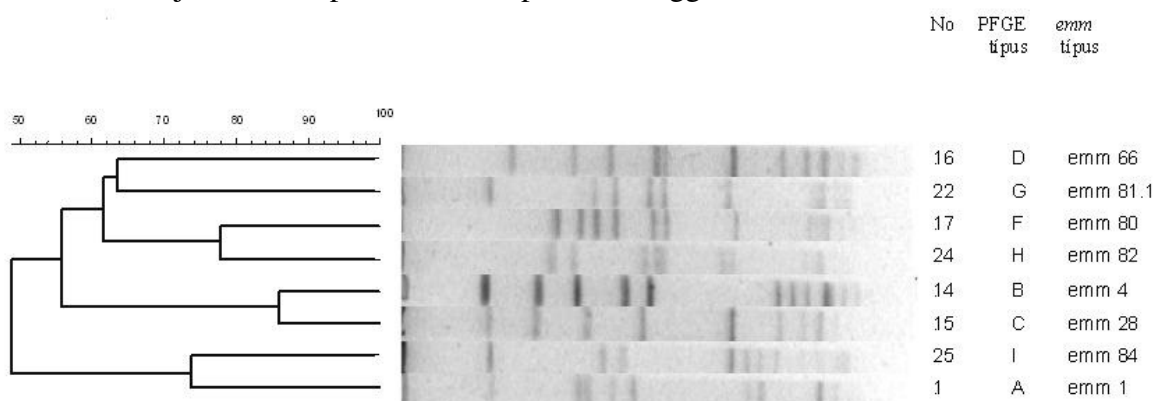 No PFGE emm
típus típus
50 60 70 80 90 100
16 D emm 66
22 G emm 81.1
17 F emm 80
24 H emm 82
14 B emm 4
15 C emm 28
25 I emm 84
1 A emm 1